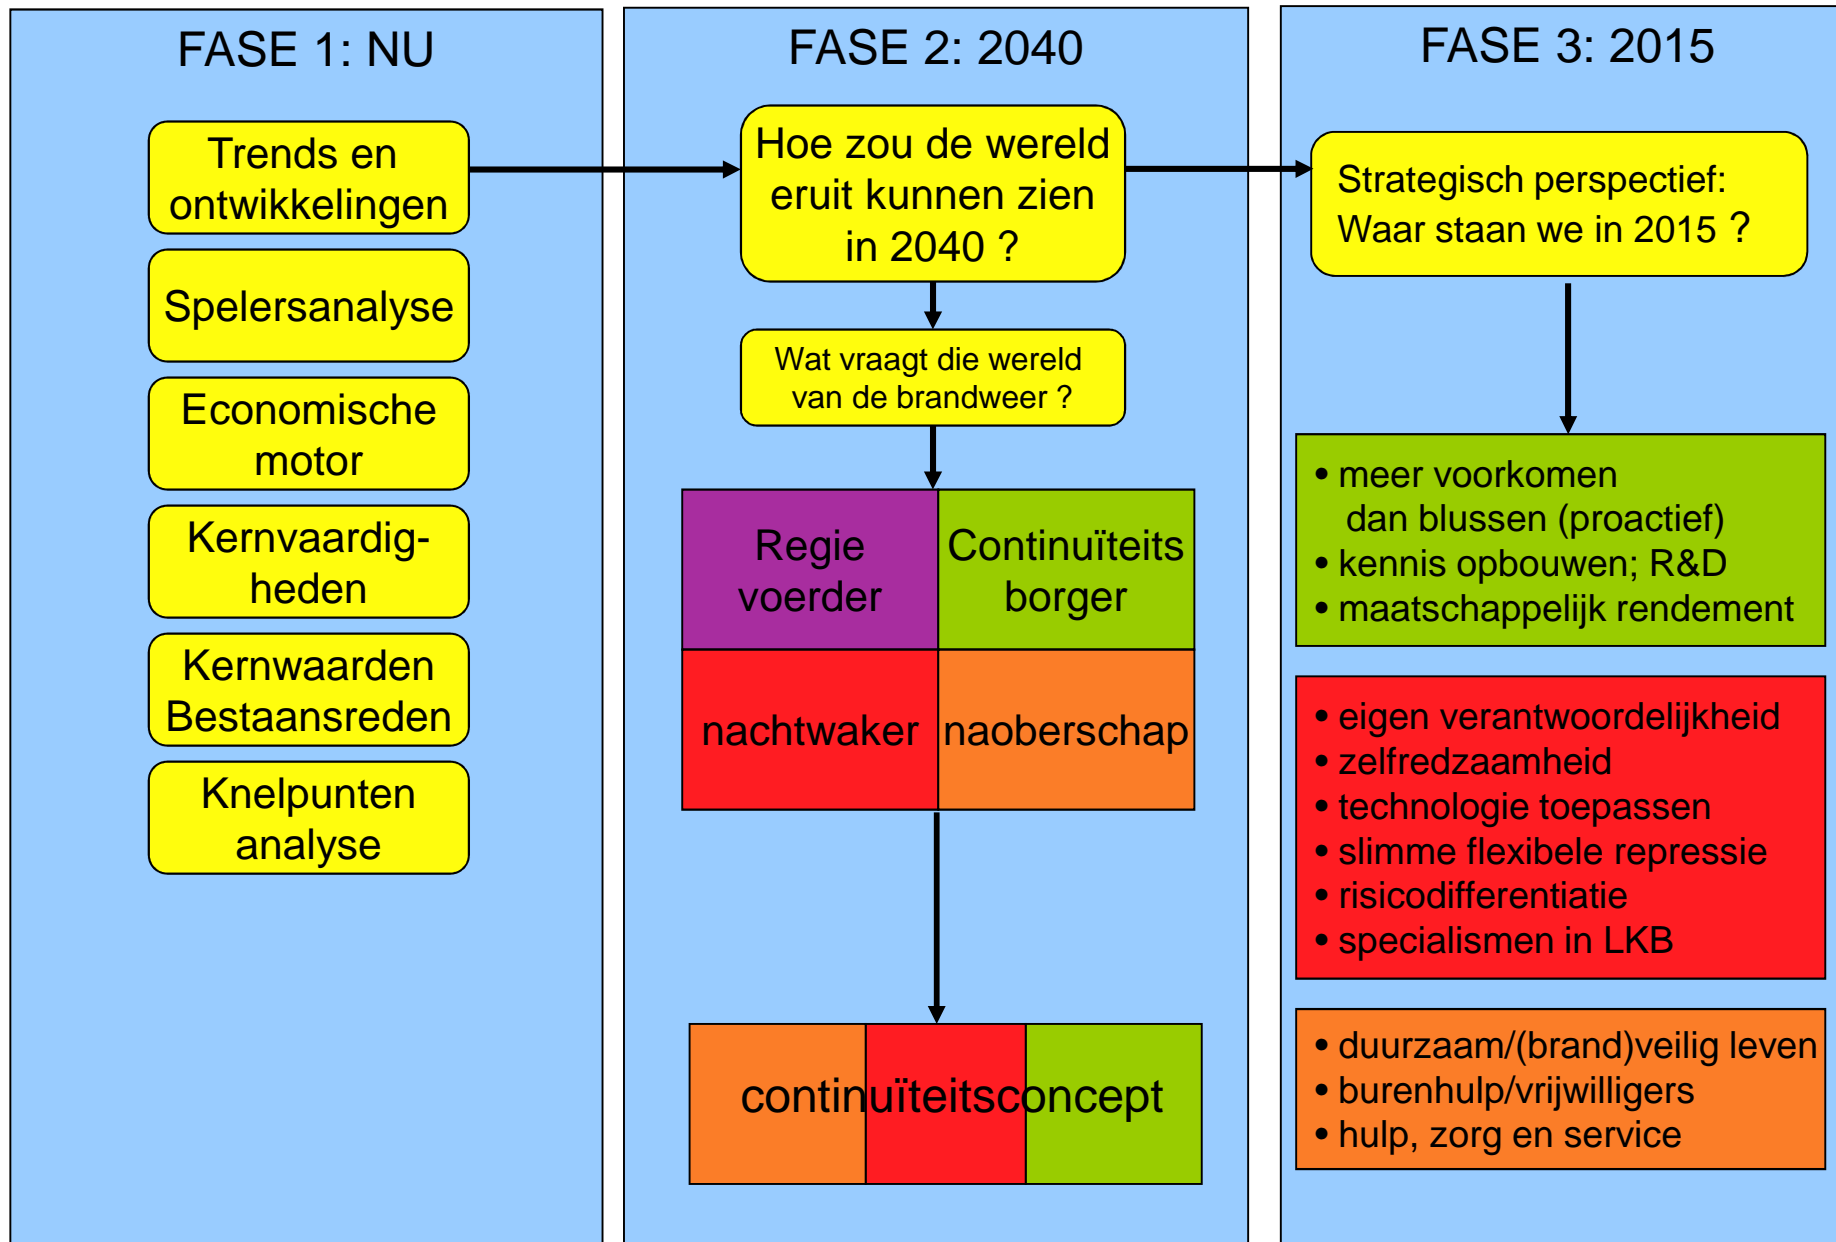 FASE 1: NU
Trends en
ontwikkelingen
Spelersanalyse
Economische
motor
Kernvaardig-
heden
Kernwaarden
Bestaansreden
Knelpunten
analyse
FASE 2: 2040
Hoe zou de wereld
eruit kunnen zien
in 2040 ?
Wat vraagt die wereld
van de brandweer ?
Regie
voerder
Continuïteits
borger
nachtwaker
naoberschap
continuïteitsconcept
FASE 3: 2015
Strategisch perspectief:
Waar staan we in 2015 ?
• meer voorkomen
dan blussen (proactief)
• kennis opbouwen; R&D
• maatschappelijk rendement
• eigen verantwoordelijkheid
• zelfredzaamheid
• technologie toepassen
• slimme flexibele repressie
• risicodifferentiatie
• specialismen in LKB
• duurzaam/(brand)veilig leven
• burenhulp/vrijwilligers
• hulp, zorg en service